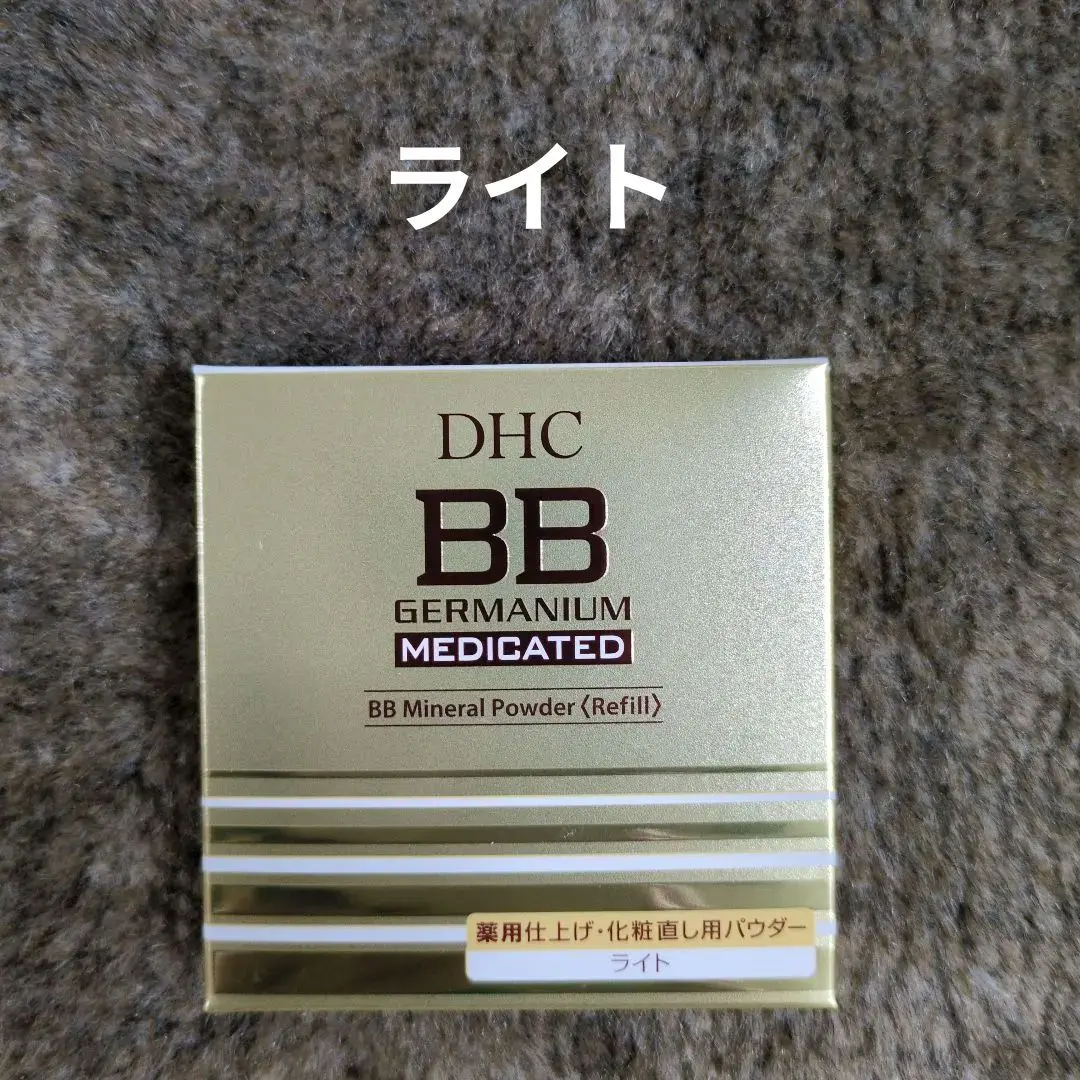 ライト
DHC
BB
GERMANIUM
MEDICATED
BB Mineral Powder〈Refill〉
薬用仕上げ・化粧直し用パウダー
ライト